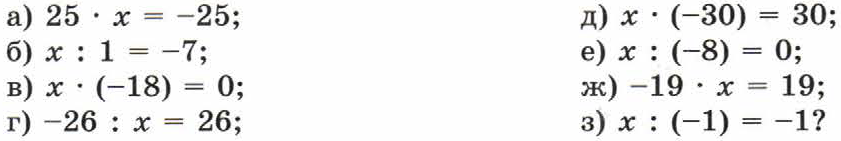 а) 25 · x = −25;
б) x : 1 = −7;
в) x · (−18) = 0;
г) −26 : x = 26;
д) x · (−30) = 30;
е) x : (−8) = 0;
ж) −19 · x = 19;
з) x : (−1) = −1?